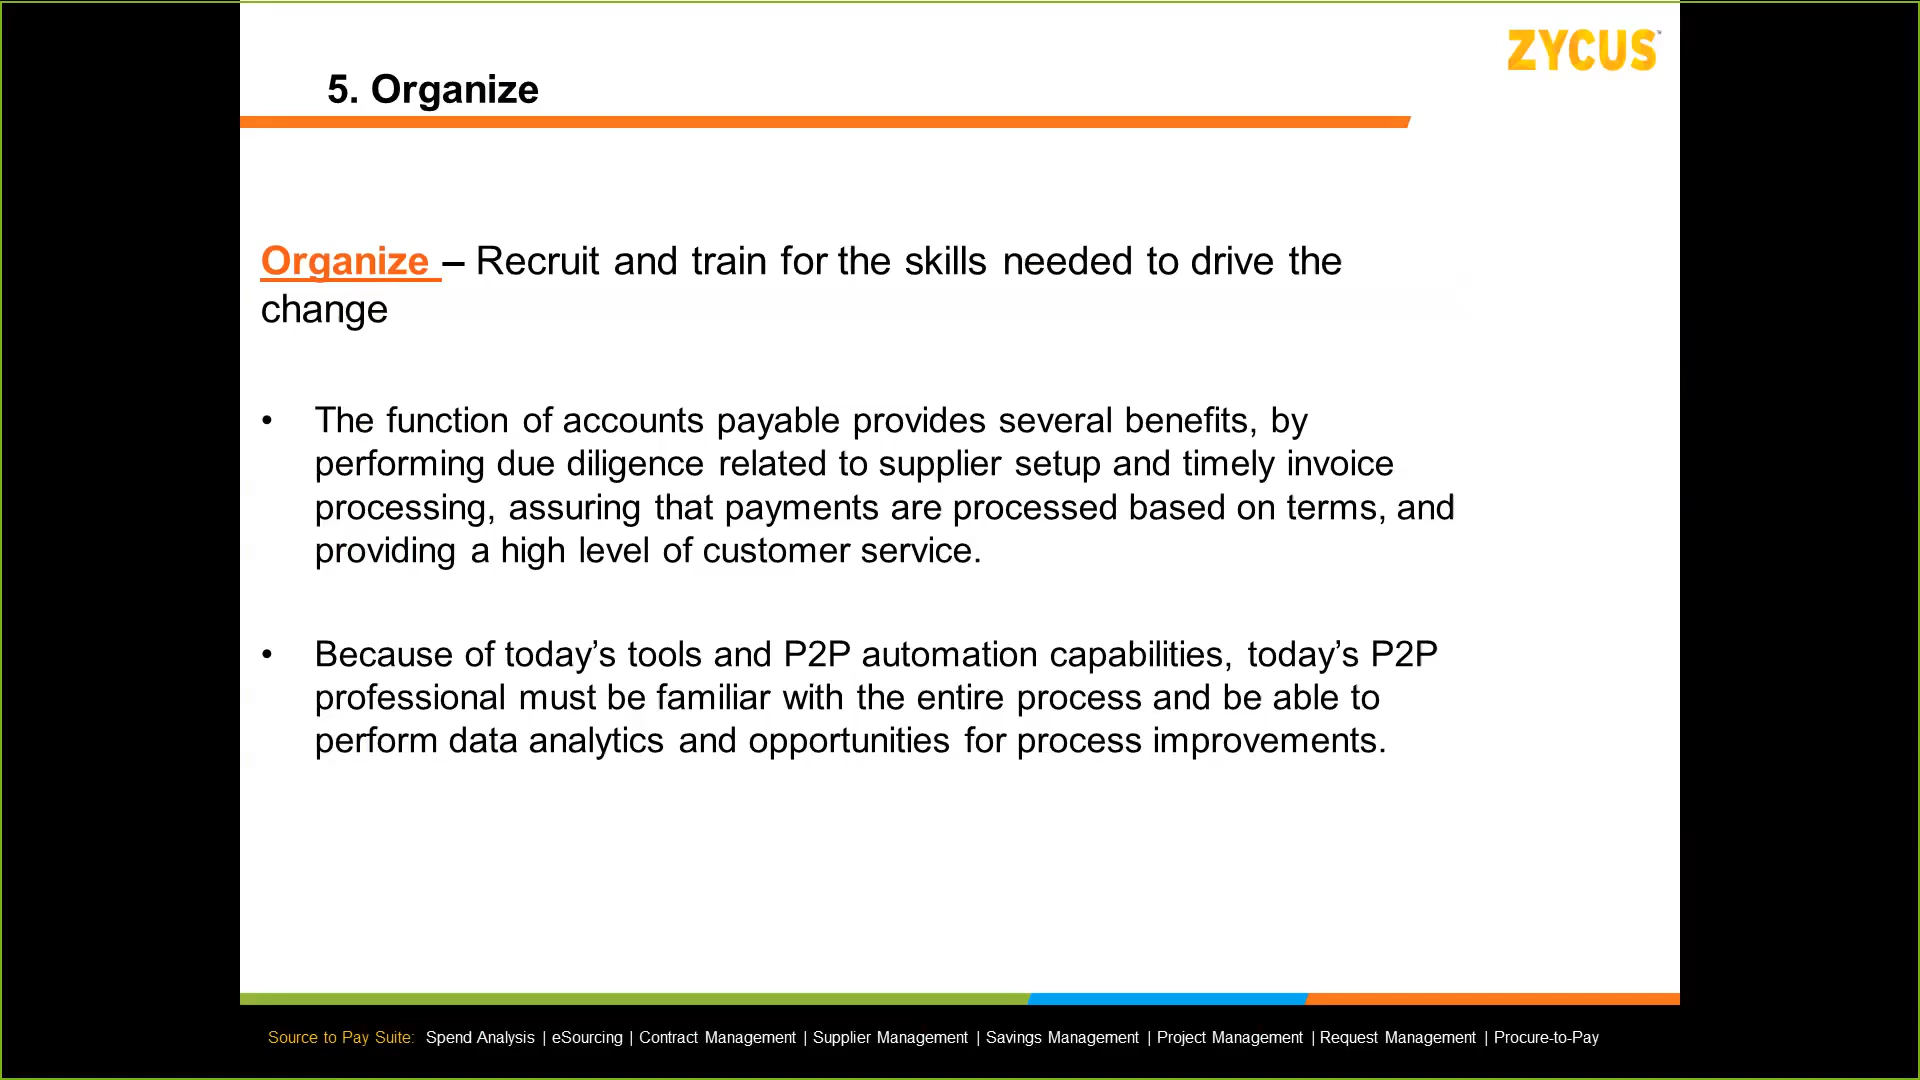 ZYCUS
5. Organize
Organize – Recruit and train for the skills needed to drive the
change
• The function of accounts payable provides several benefits, by
performing due diligence related to supplier setup and timely invoice
processing, assuring that payments are processed based on terms, and
providing a high level of customer service.
• Because of today’s tools and P2P automation capabilities, today’s P2P
professional must be familiar with the entire process and be able to
perform data analytics and opportunities for process improvements.
Source to Pay Suite: Spend Analysis | eSourcing | Contract Management | Supplier Management | Savings Management | Project Management | Request Management | Procure-to-Pay